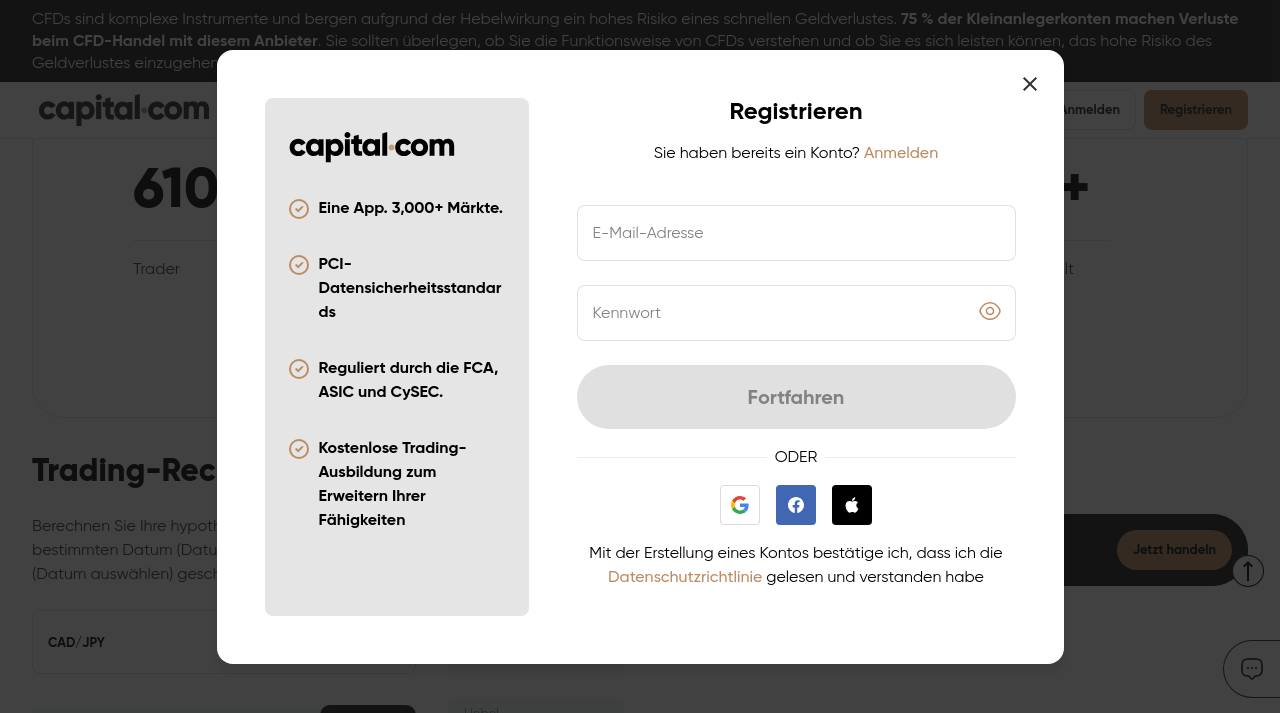 CFDs sind komplexe Instrumente und bergen aufgrund der Hebelwirkung ein hohes Risiko eines schnellen Geldverlustes. 75 % der Kleinanlegerkonten machen Verluste
beim CFD-Handel mit diesem Anbieter. Sie sollten überlegen, ob Sie die Funktionsweise von CFDs verstehen und ob Sie es sich leisten können, das hohe Risiko des
Geldverlustes einzugehen
capital.com
Anmelden
Registrieren
610
+
Trader
Trading-Rec
Berechnen Sie Ihre hypoth
bestimmten Datum (Datu
(Datum auswählen) gesch
CAD/JPY
Jetzt handeln
Hebel
capital.com
Eine App. 3,000+ Märkte.
PCI-
Datensicherheitsstandar
ds
Reguliert durch die FCA,
ASIC und CySEC.
Kostenlose Trading-
Ausbildung zum
Erweitern Ihrer
Fähigkeiten
Registrieren
Sie haben bereits ein Konto? Anmelden
E-Mail-Adresse
Kennwort
Fortfahren
ODER
Mit der Erstellung eines Kontos bestätige ich, dass ich die
Datenschutzrichtlinie gelesen und verstanden habe